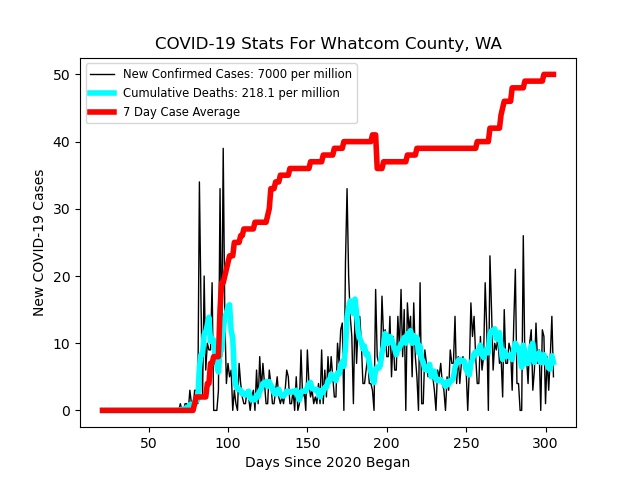 COVID-19 Stats For Whatcom County, WA
New Confirmed Cases: 7000 per million
Cumulative Deaths: 218.1 per million
7 Day Case Average
50
40
30
20
10
0
New COVID-19 Cases
50
100
150
200
250
300
Days Since 2020 Began